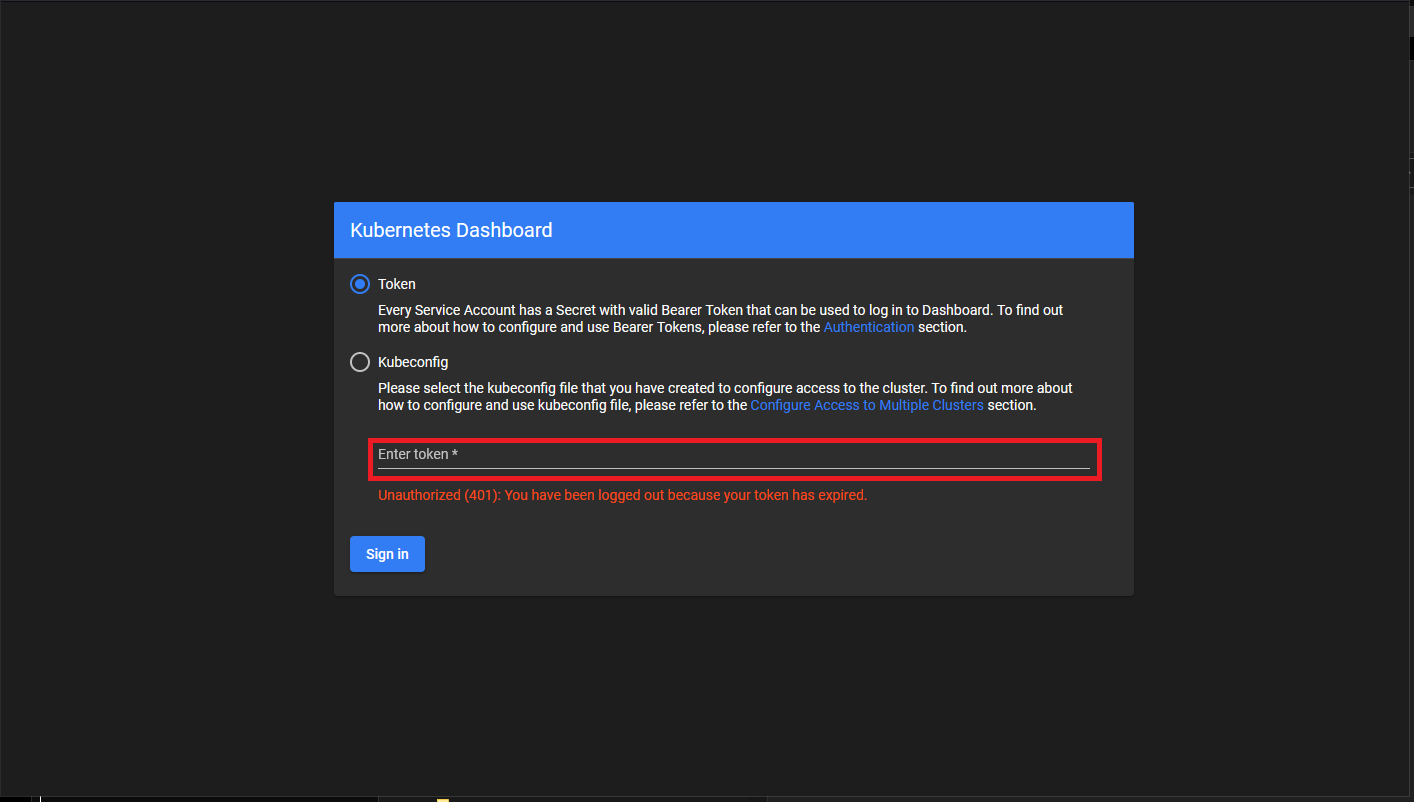 Kubernetes Dashboard
Token
Every Service Account has a Secret with valid Bearer Token that can be used to log in to Dashboard. To find out
more about how to configure and use Bearer Tokens, please refer to the Authentication section.
Kubeconfig
Please select the kubeconfig file that you have created to configure access to the cluster. To find out more about
how to configure and use kubeconfig file, please refer to the Configure Access to Multiple Clusters section.
Enter token *
Unauthorized (401): You have been logged out because your token has expired.
Sign in